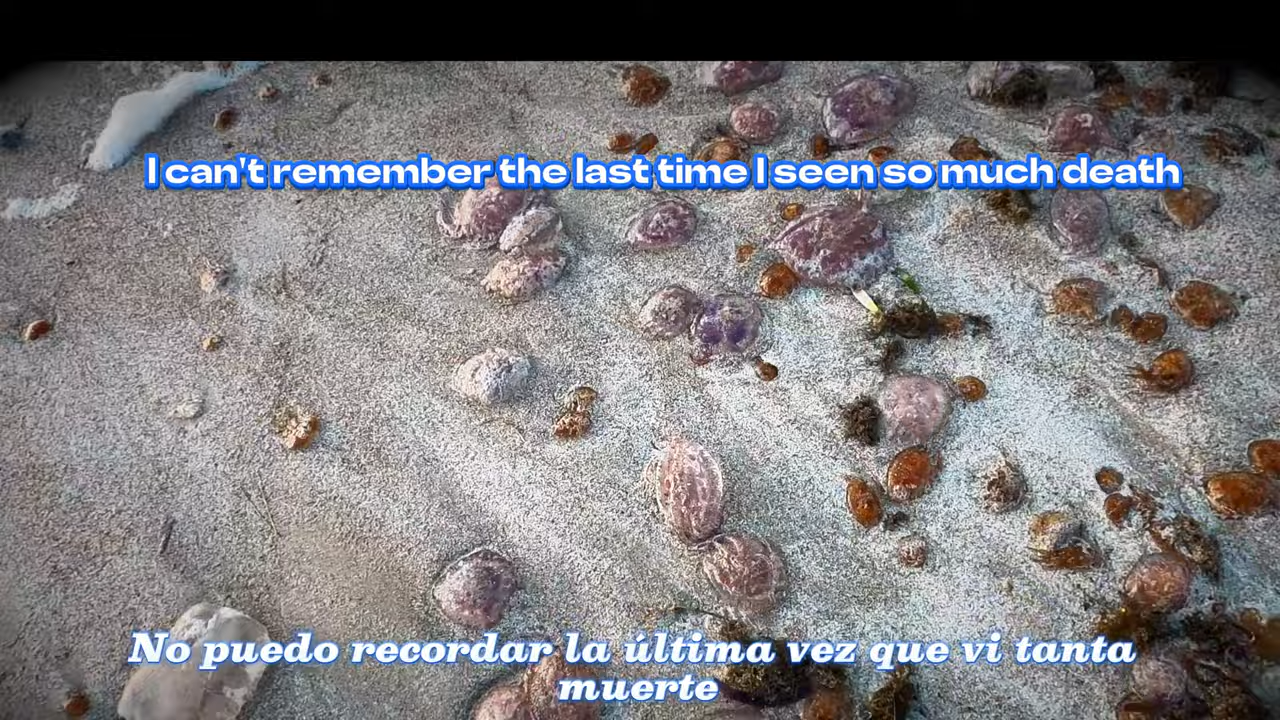 I can't remember the last time I seen so much death
No puedo recordar la última vez que vi tanta
muerte